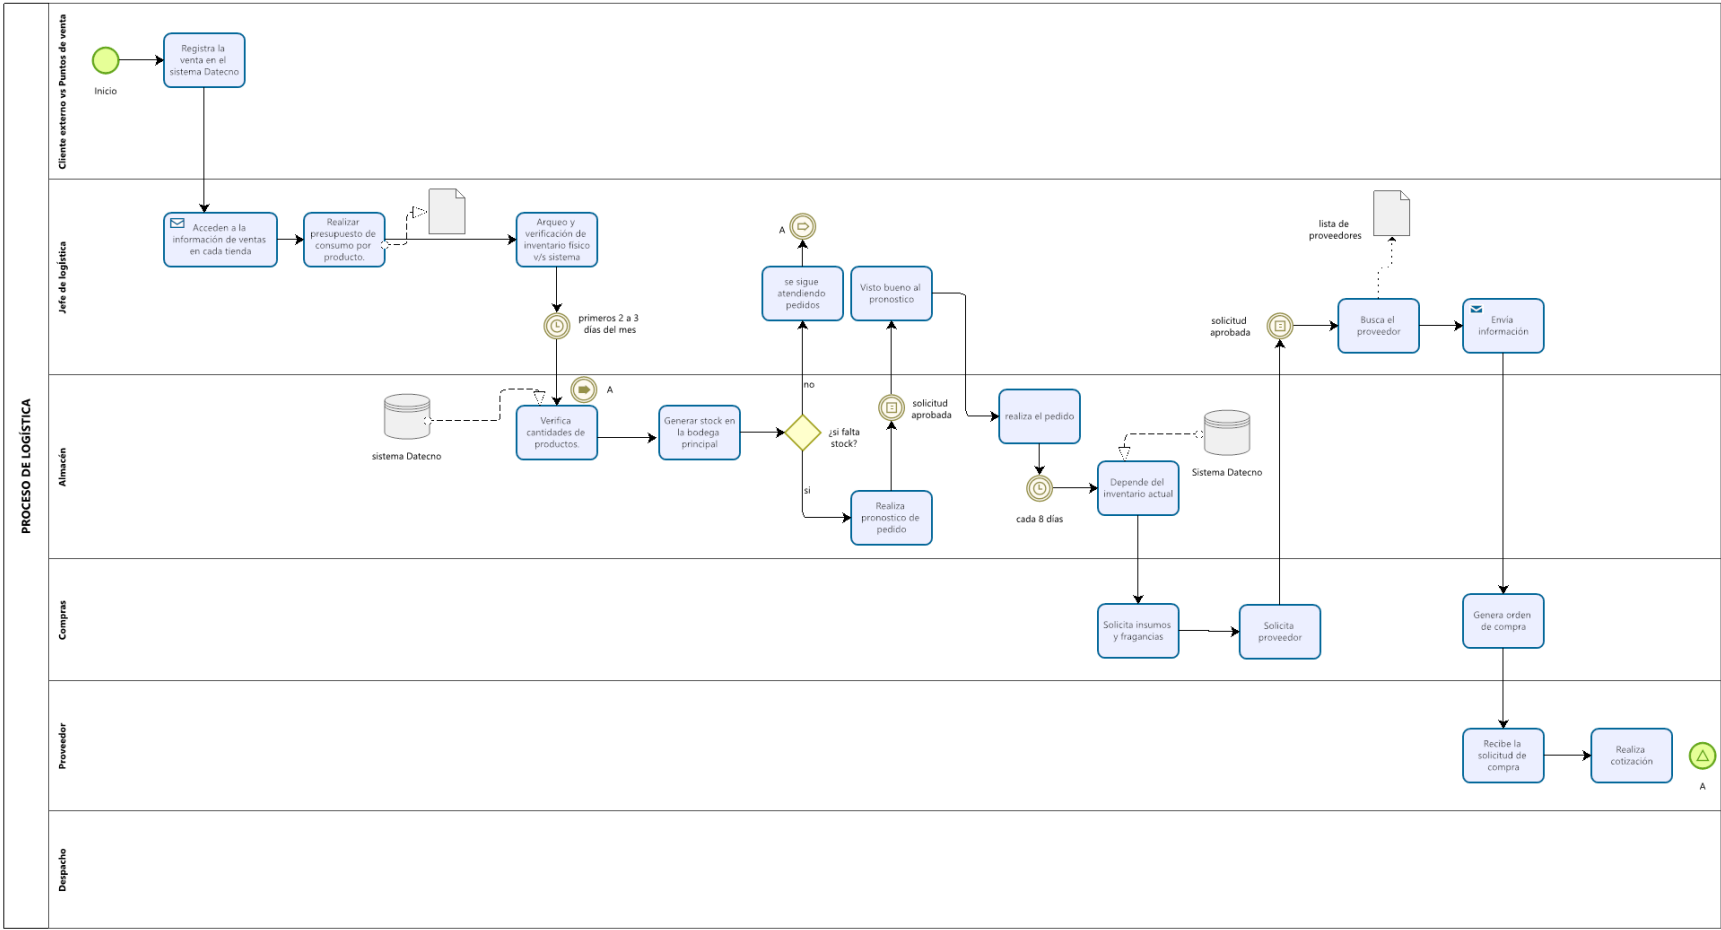 PROCESO DE LOGÍSTICA
Cliente externo vs Puntos de venta
Inicio
Registra la
venta en el
sistema Datecno
Jefe de logística
Acceden a la
información de ventas
en cada tienda
Realizar
presupuesto de
consumo por
producto.
Arqueo y
verificación de
inventario físico
v/s sistema
primeros 2 a 3
días del mes
A
se sigue
atendiendo
pedidos
Visto bueno al
pronostico
solicitud
aprobada
lista de
proveedores
Busca el
proveedor
Envía
información
Almacén
sistema Datecno
A
Verifica
cantidades de
productos.
Generar stock en
la bodega
principal
no
¿si falta
stock?
si
solicitud
aprobada
Realiza
pronostico de
pedido
realiza el pedido
cada 8 días
Depende del
inventario actual
Sistema Datecno
Compras
Solicita insumos
y fragancias
Solicita
proveedor
Genera orden
de compra
Proveedor
Recibe la
solicitud de
compra
Realiza
cotización
A
Despacho